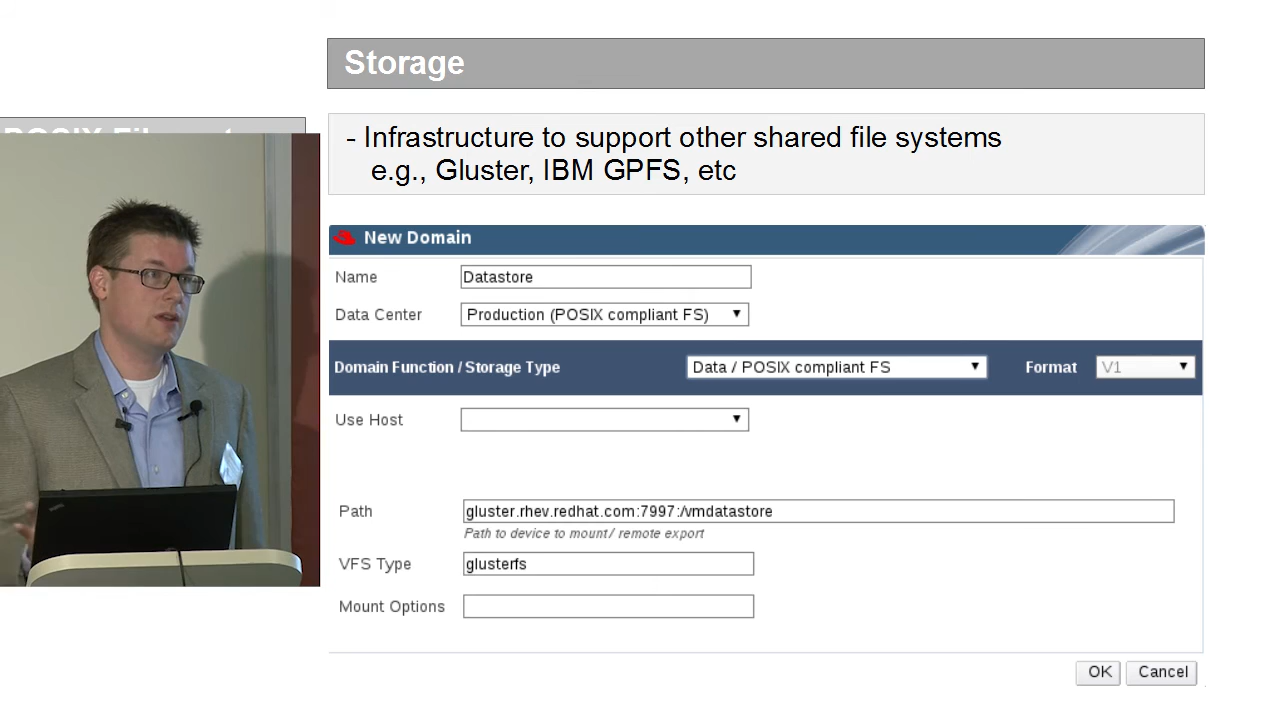 Storage
- Infrastructure to support other shared file systems
e.g., Gluster, IBM GPFS, etc
New Domain
Name Datastore
Data Center Production (POSIX compliant FS)
Domain Function / Storage Type Data / POSIX compliant FS Format V1
Use Host
Path gluster.rhev.redhat.com:7997:/vmdatastore
Path to device to mount / remote export
VFS Type glusterfs
Mount Options
OK Cancel